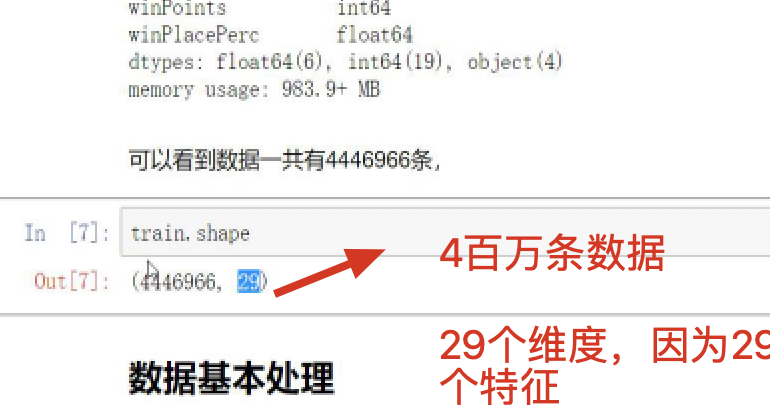 winPoints int64
winPlacePerc float64
dtypes: float64(6), int64(19), object(4)
memory usage: 983.9+ MB
可以看到数据一共有4446966条,
In [7]: train.shape
4百万条数据
Out[7]: (4446966, 29)
29个维度，因为29
个特征
数据基本处理